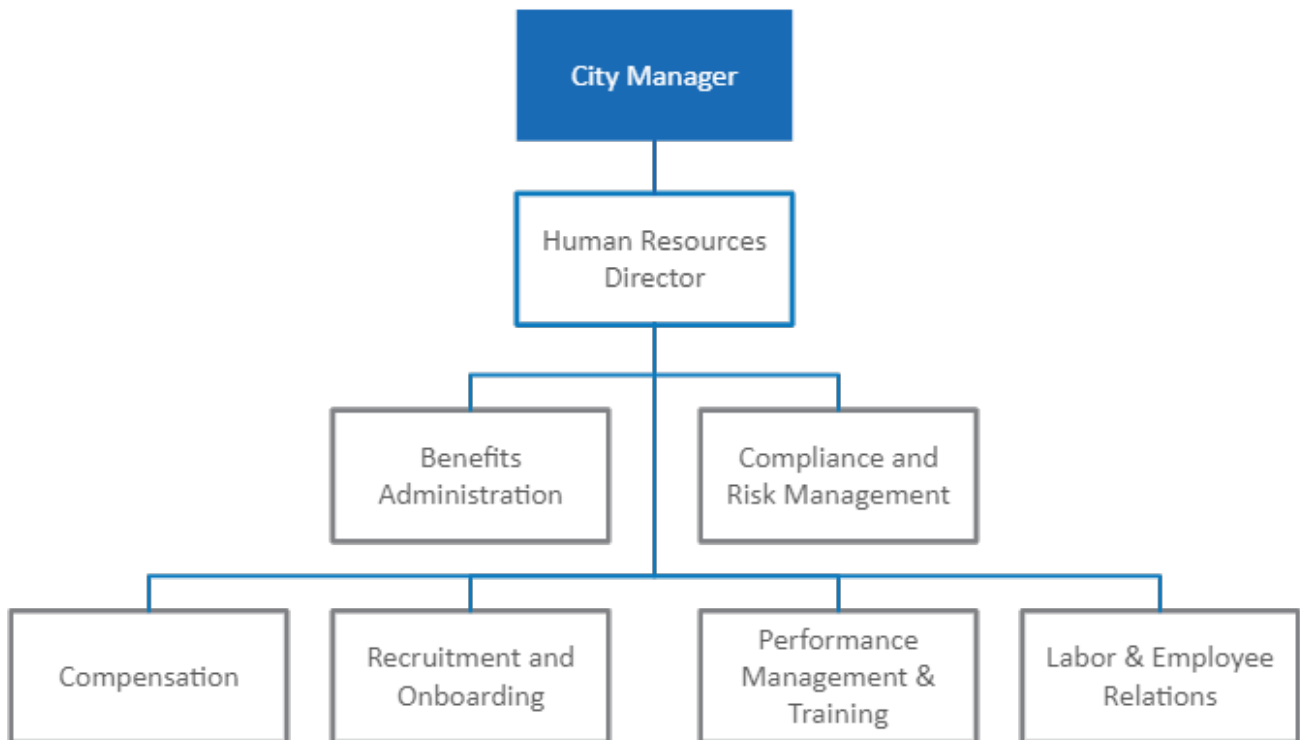 City Manager
Human Resources
Director
Benefits
Administration
Compliance and
Risk Management
Compensation
Recruitment and
Onboarding
Performance
Management &
Training
Labor & Employee
Relations